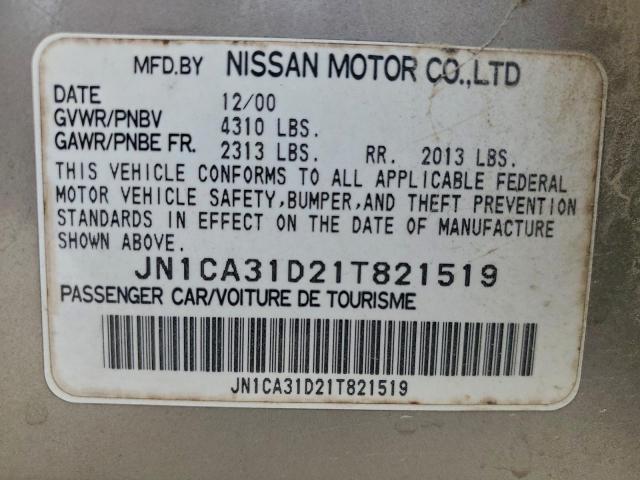 MFD.BY NISSAN MOTOR CO.,LTD
DATE 12/00
GVWR/PNBV 4310 LBS.
GAWR/PNBE FR. 2313 LBS. RR. 2013 LBS.
THIS VEHICLE CONFORMS TO ALL APPLICABLE FEDERAL
MOTOR VEHICLE SAFETY,BUMPER,AND THEFT PREVENTION
STANDARDS IN EFFECT ON THE DATE OF MANUFACTURE
SHOWN ABOVE.
JN1CA31D21T821519
PASSENGER CAR/VOITURE DE TOURISME
JN1CA31D21T821519